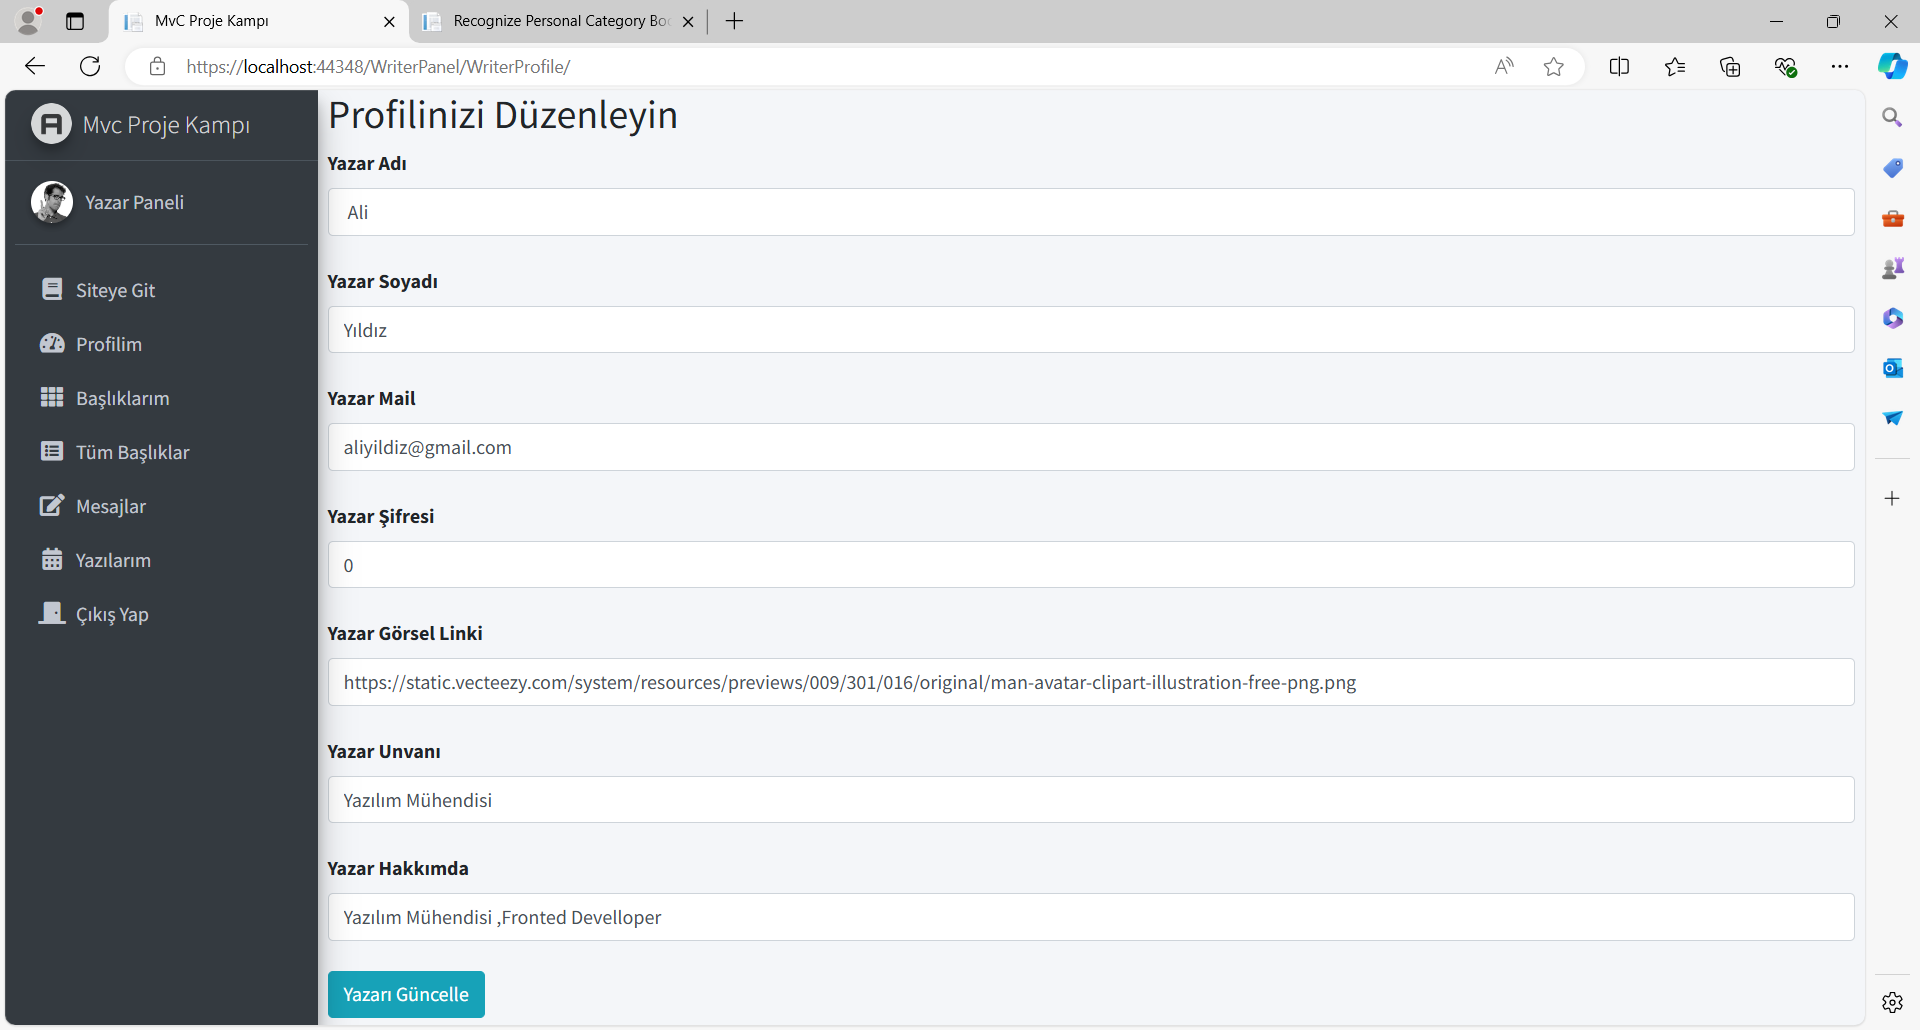 MvC Proje Kampı
Recognize Personal Category Boo
https://localhost:44348/WriterPanel/WriterProfile/
Mvc Proje Kampı
Yazar Paneli
Siteye Git
Profilim
Başlıklarım
Tüm Başlıklar
Mesajlar
Yazılarım
Çıkış Yap
Profilinizi Düzenleyin
Yazar Adı
Ali
Yazar Soyadı
Yıldız
Yazar Mail
aliyildiz@gmail.com
Yazar Şifresi
0
Yazar Görsel Linki
https://static.vecteezy.com/system/resources/previews/009/301/016/original/man-avatar-clipart-illustration-free-png.png
Yazar Unvanı
Yazılım Mühendisi
Yazar Hakkımda
Yazılım Mühendisi ,Fronted Develloper
Yazarı Güncelle